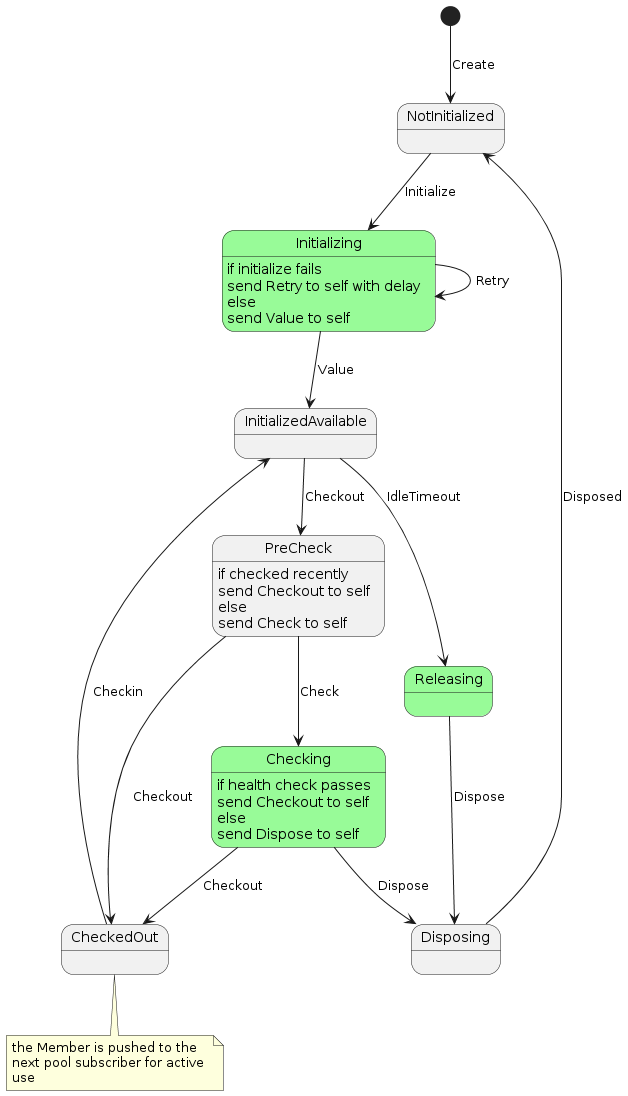 Create
NotInitialized
Initialize
Initializing
if initialize fails
send Retry to self with delay
else
send Value to self
Retry
Value
InitializedAvailable
Checkout
IdleTimeout
Disposed
PreCheck
if checked recently
send Checkout to self
else
send Check to self
Releasing
Checkin
Check
Checking
if health check passes
send Checkout to self
else
send Dispose to self
Checkout
Dispose
Checkout
Dispose
CheckedOut
Disposing
the Member is pushed to the
next pool subscriber for active
use